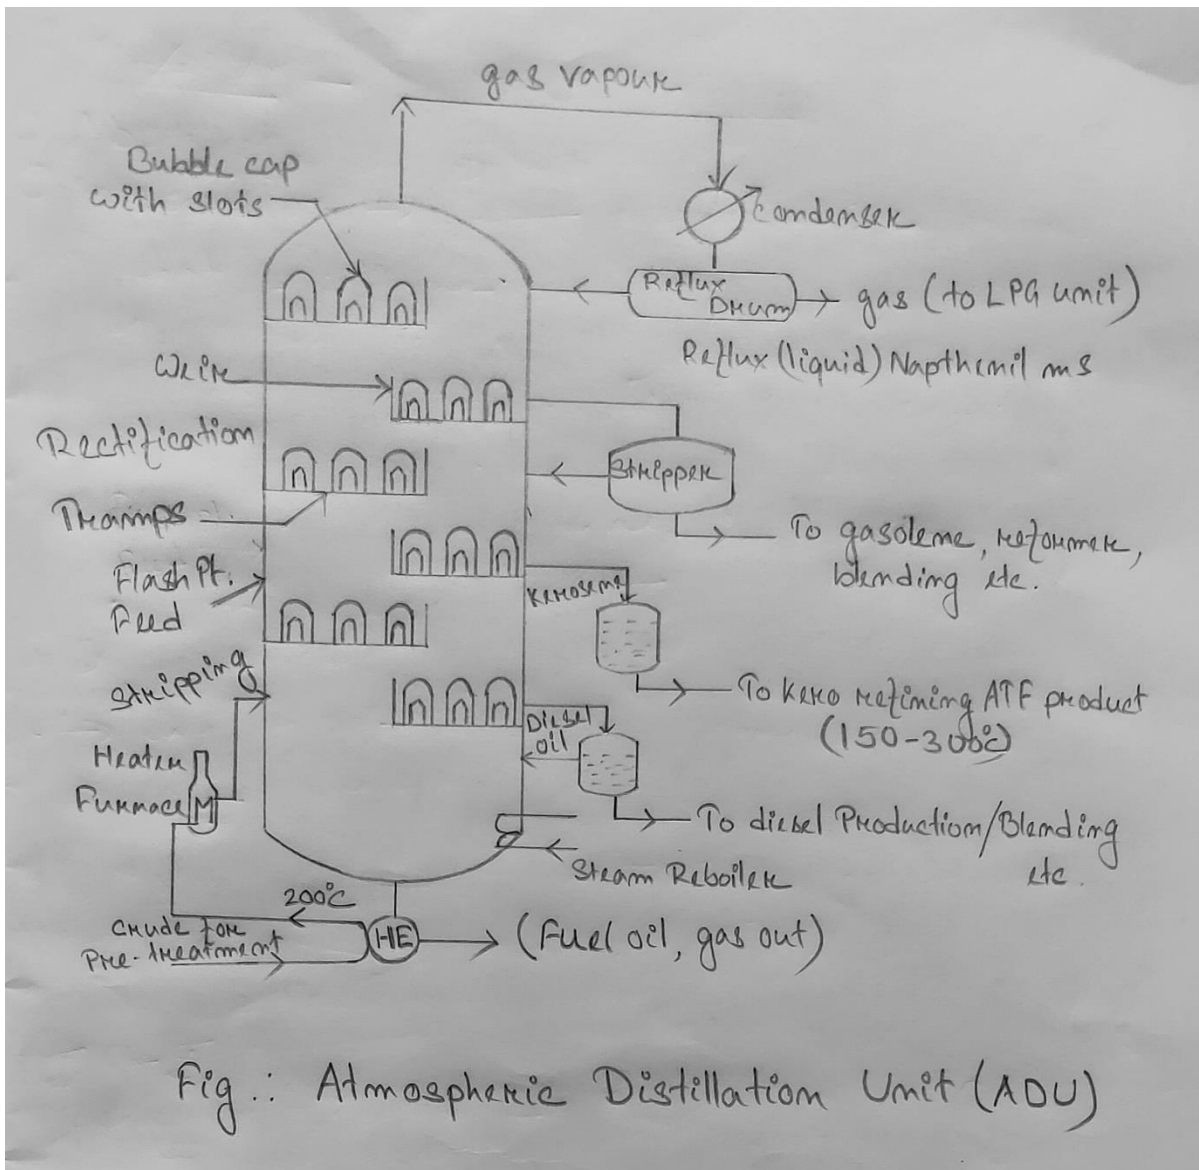 gas vapour
Bubble cap
with slots
Condenser
Reflux
Drum
gas (to LPG unit)
Reflux (liquid) Napthenil ms
Weir
Rectification
Stripper
Tramps
To gasolene, reformer,
blending etc.
Flash Pt.
Feed
Kerosene
Stripping
To kero refining ATF product
(150-300°C)
Diesel
oil
Heater
Furnace
To diesel Production/Blending
etc.
Steam Reboiler
200°C
Crude for
Pre-treatment
HE
(Fuel oil, gas out)
Fig.: Atmospheric Distillation Unit (ADU)